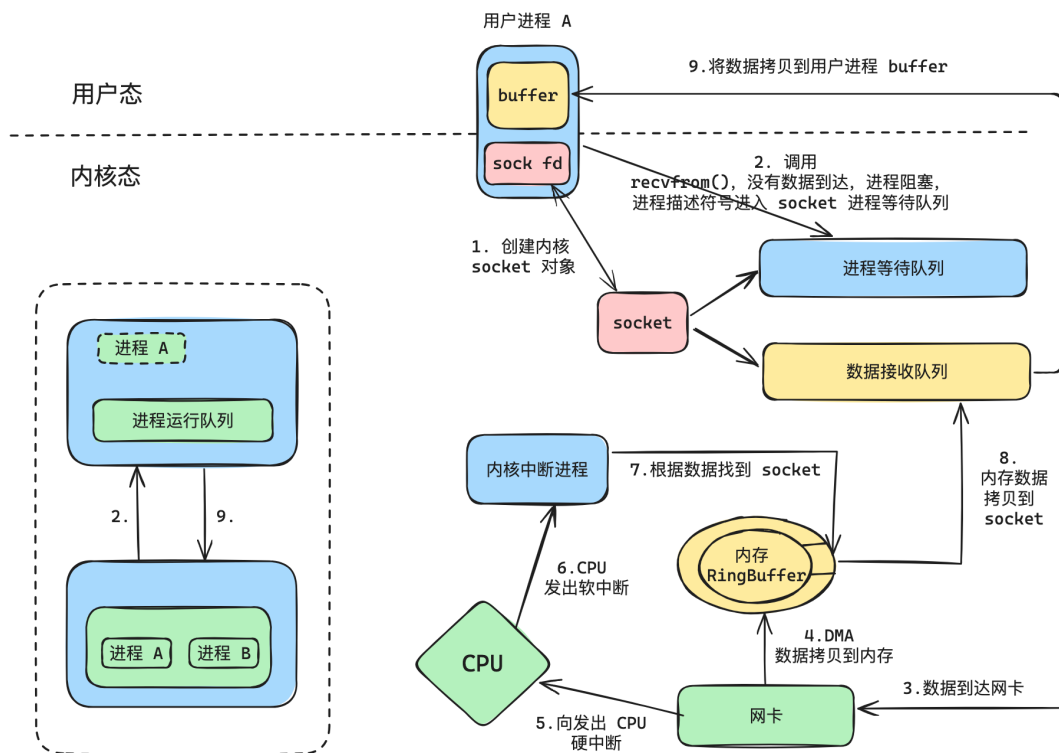 用户进程 A
9.将数据拷贝到用户进程 buffer
用户态
buffer
内核态
sock fd
2. 调用
recvfrom(), 没有数据到达, 进程阻塞,
进程描述符号进入 socket 进程等待队列
1. 创建内核
socket 对象
进程等待队列
socket
数据接收队列
进程 A
进程运行队列
内核中断进程
7.根据数据找到 socket
8.
内存数据
拷贝到
socket
2.
9.
内存
RingBuffer
6.CPU
发出软中断
进程 A
进程 B
CPU
4.DMA
数据拷贝到内存
3.数据到达网卡
5.向发出 CPU
硬中断
网卡